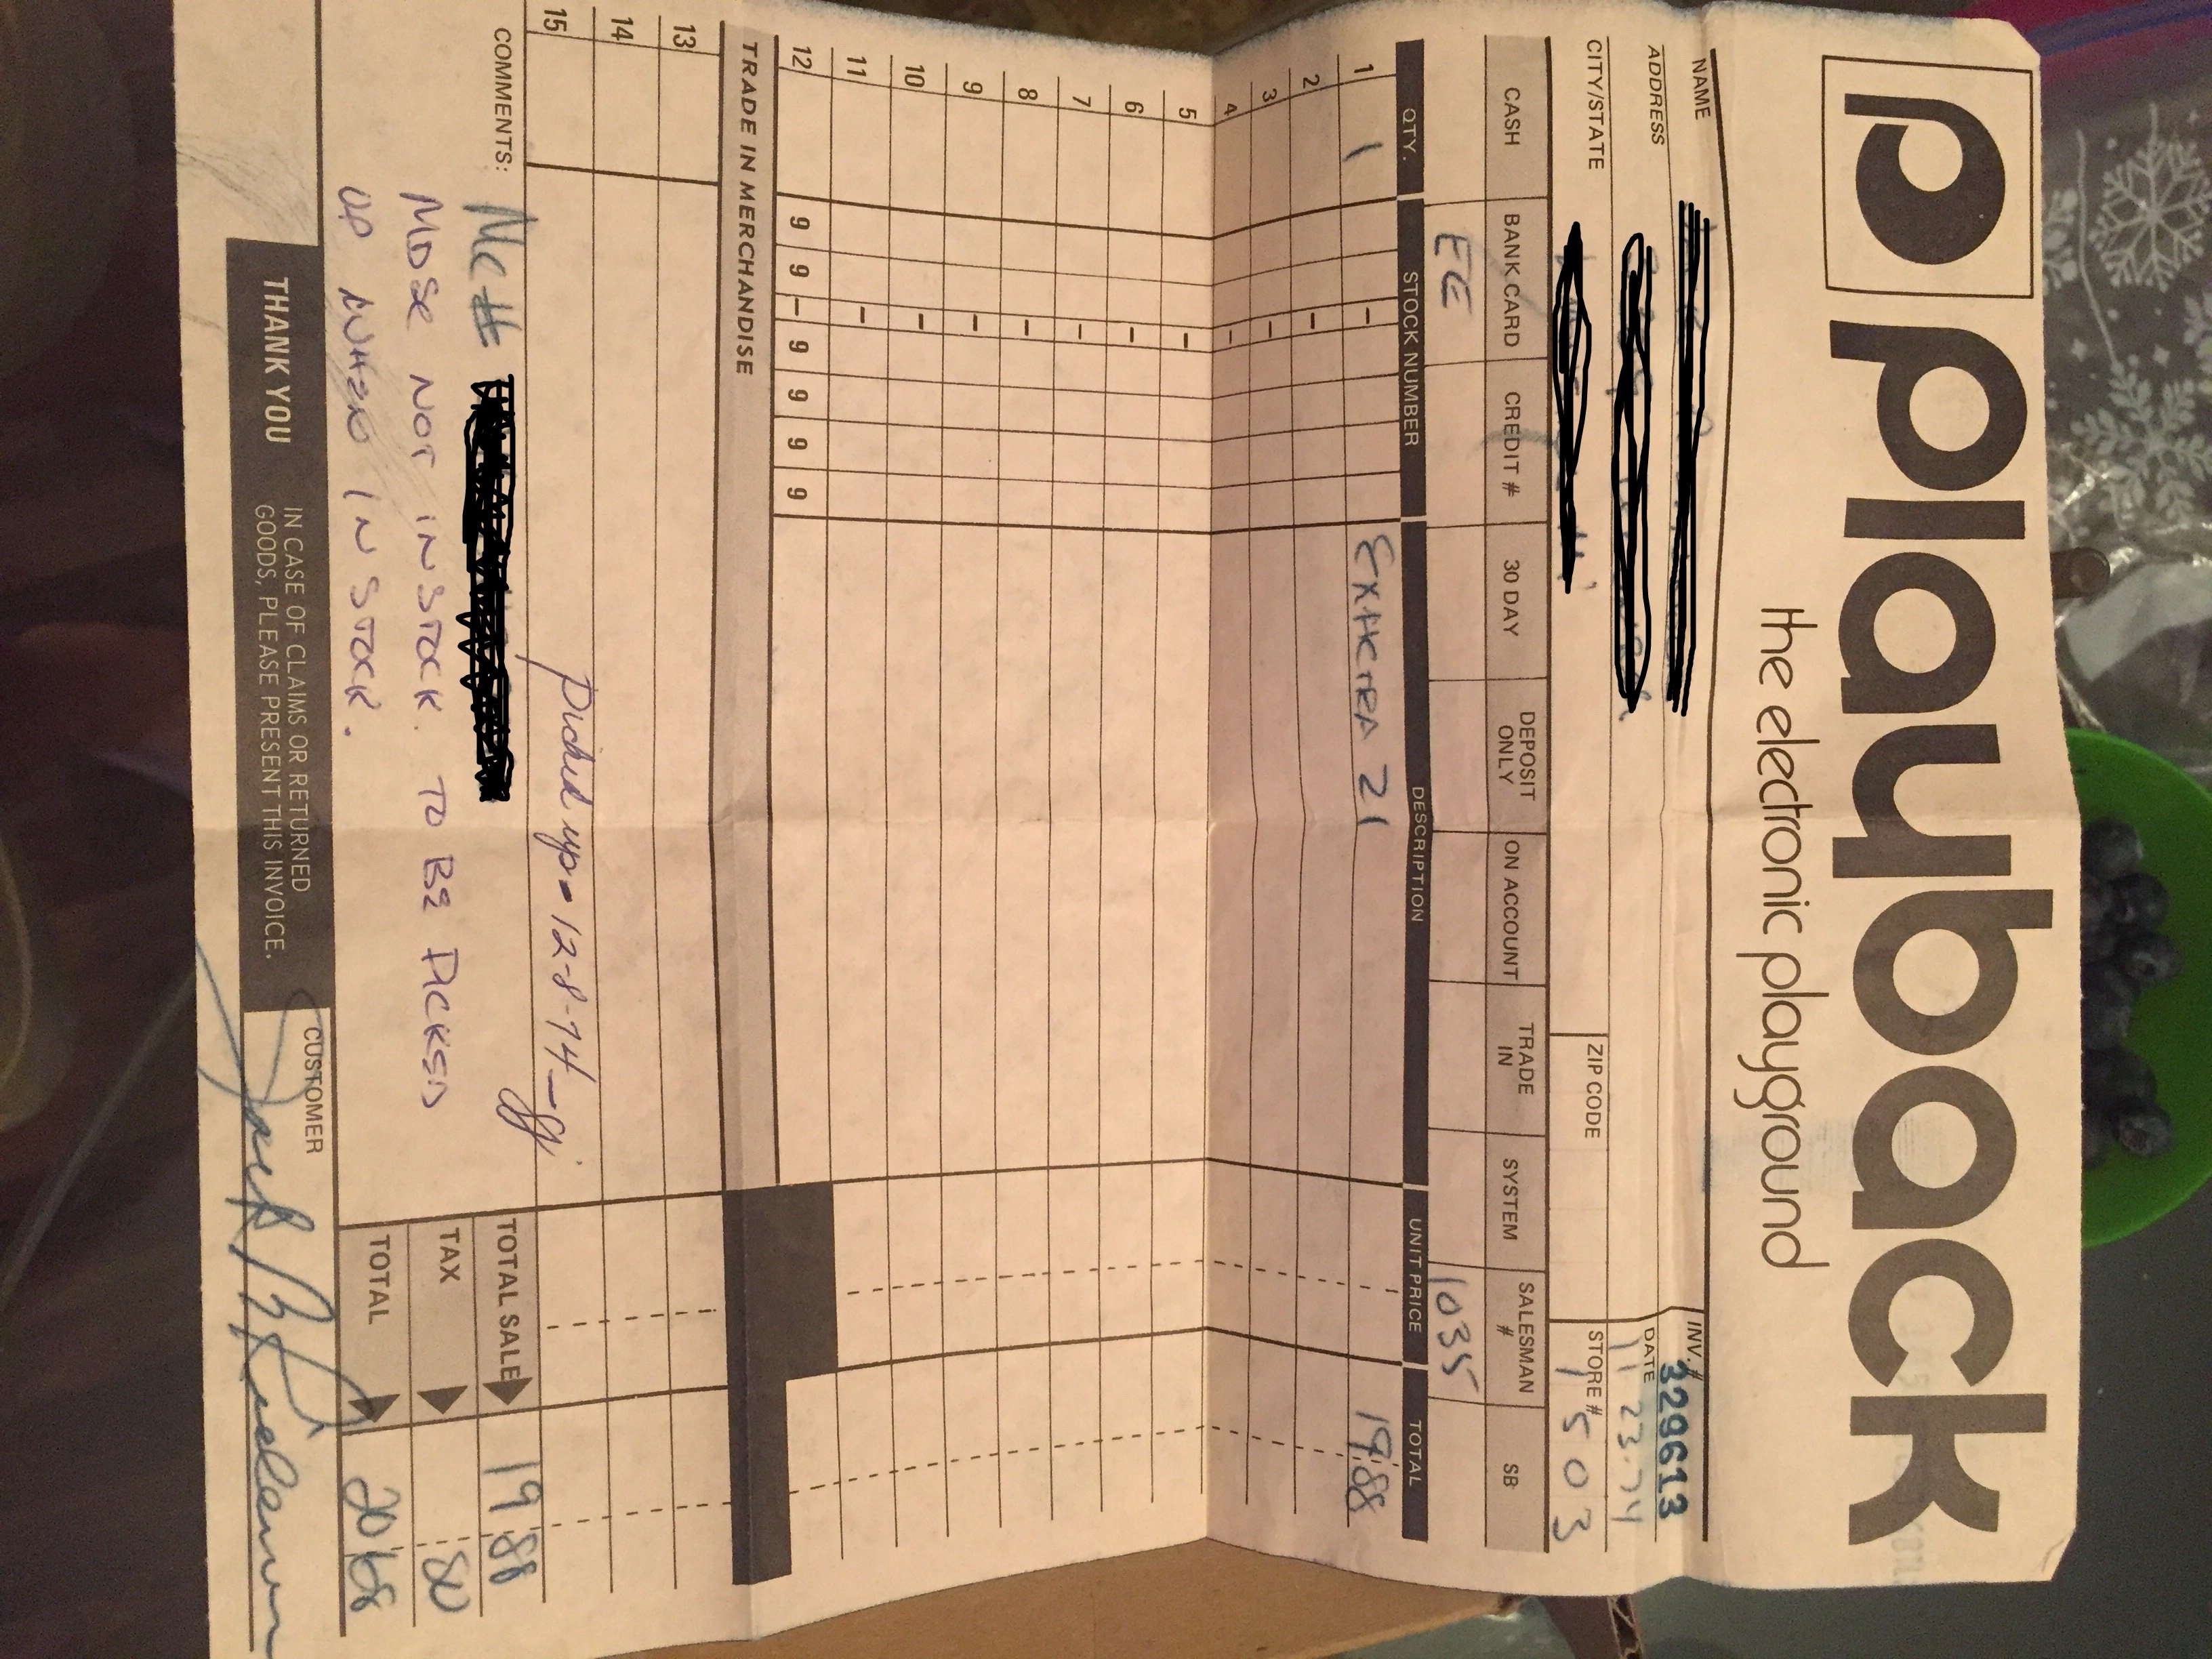 playback
the electronic playground
INV. # 329613
NAME
DATE 11 23-74
ADDRESS
STORE # 1503
CITY/STATE ZIP CODE
CASH BANK CARD CREDIT # 30 DAY DEPOSIT ONLY ON ACCOUNT TRADE IN SYSTEM SALESMAN # SB
1035
QTY. STOCK NUMBER DESCRIPTION UNIT PRICE TOTAL
1 1 – 21 19.88
2 –
3 –
4 –
5 –
6 –
7 –
8 –
9 –
10 –
11 –
12 9 9 – 9 9 9 9
TRADE IN MERCHANDISE
13
14
15
Picked up 12-8-74
COMMENTS: MC #
TOTAL SALE 19 88
MDSE NOT IN STOCK. TO BE PICKED
TAX 80
UP WHEN IN STOCK.
TOTAL 20 68
THANK YOU
IN CASE OF CLAIMS OR RETURNED
GOODS, PLEASE PRESENT THIS INVOICE.
CUSTOMER